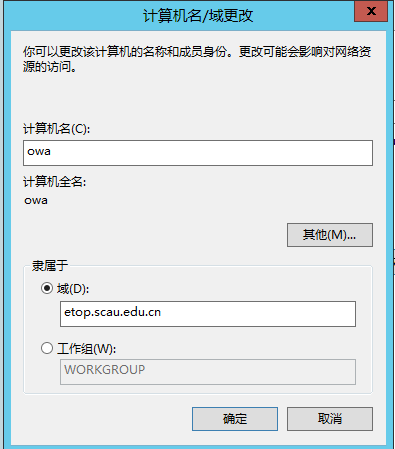 计算机名/域更改
x
你可以更改该计算机的名称和成员身份。更改可能会影响对网络资
源的访问。
计算机名(C):
owa
计算机全名:
owa
其他(M)...
隶属于
域(D):
etop.scau.edu.cn
工作组(W):
WORKGROUP
确定
取消